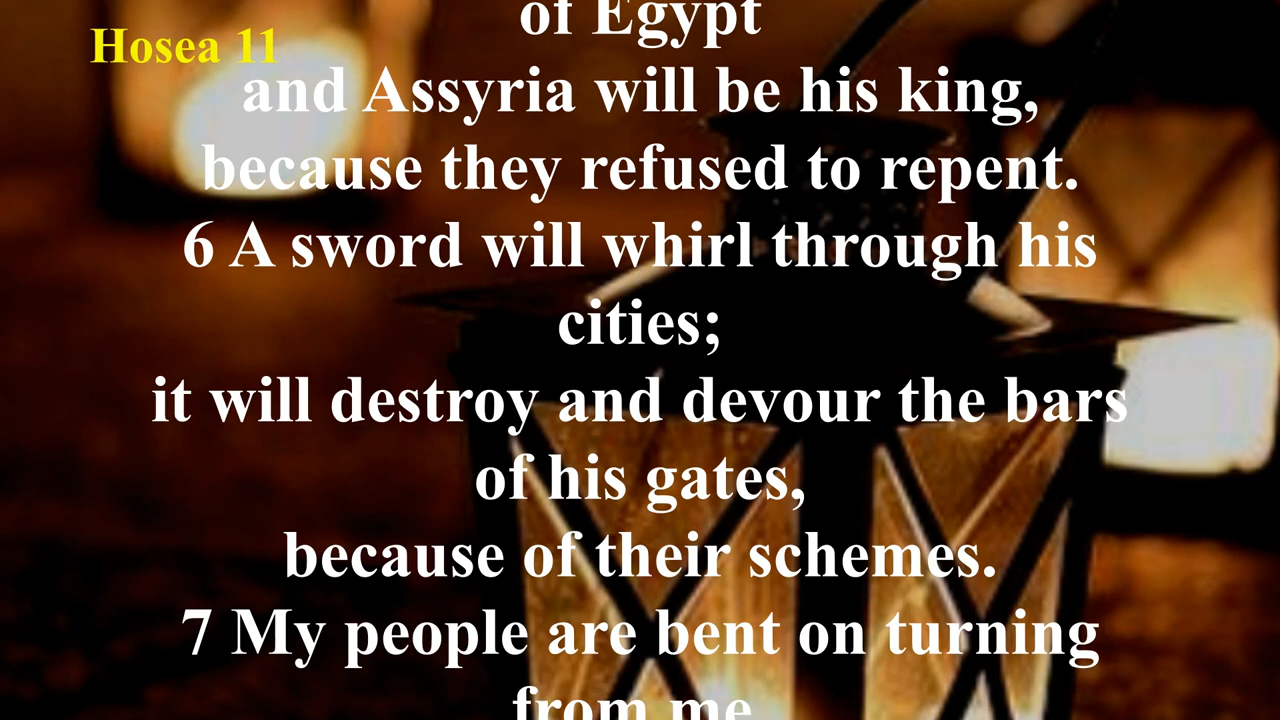 of Egypt
Hosea 11
and Assyria will be his king,
because they refused to repent.
6 A sword will whirl through his
cities;
it will destroy and devour the bars
of his gates,
because of their schemes.
7 My people are bent on turning
from me